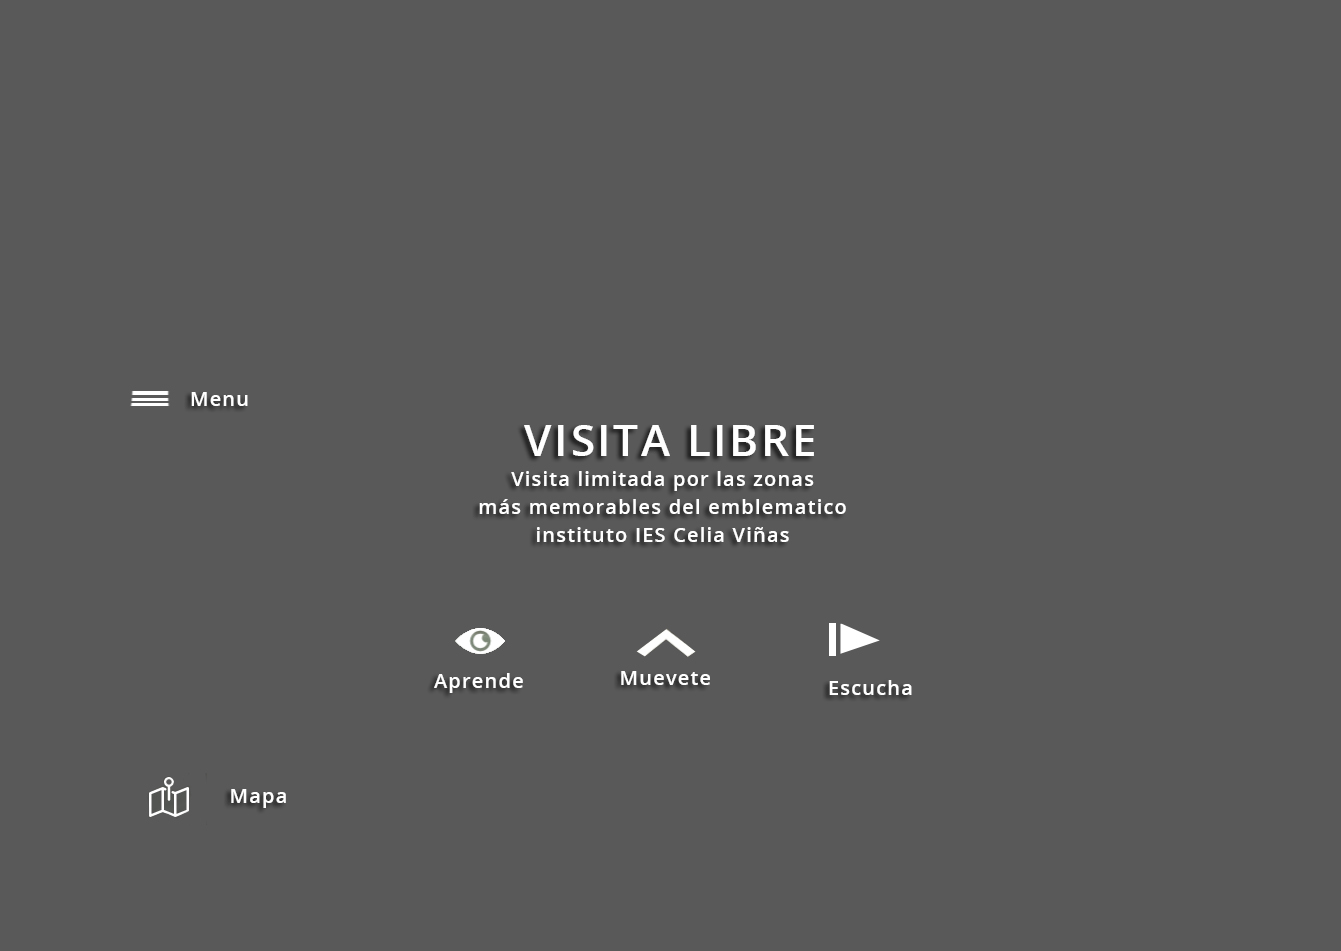 Menu
VISITA LIBRE
Visita limitada por las zonas
más memorables del emblematico
instituto IES Celia Viñas
Aprende
Muevete
Escucha
Mapa